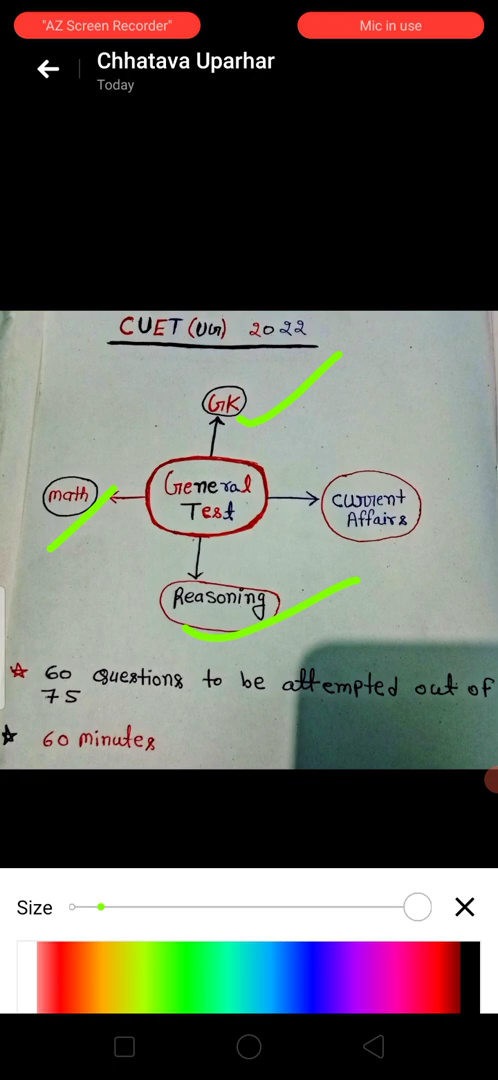 "AZ Screen Recorder"
Mic in use
Chhatava Uparhar
Today
CUET (UG) 2022
GK
math
General
Test
Current
Affairs
Reasoning
☆ 60 questions to be attempted out of
75
☆ 60 minutes
Size